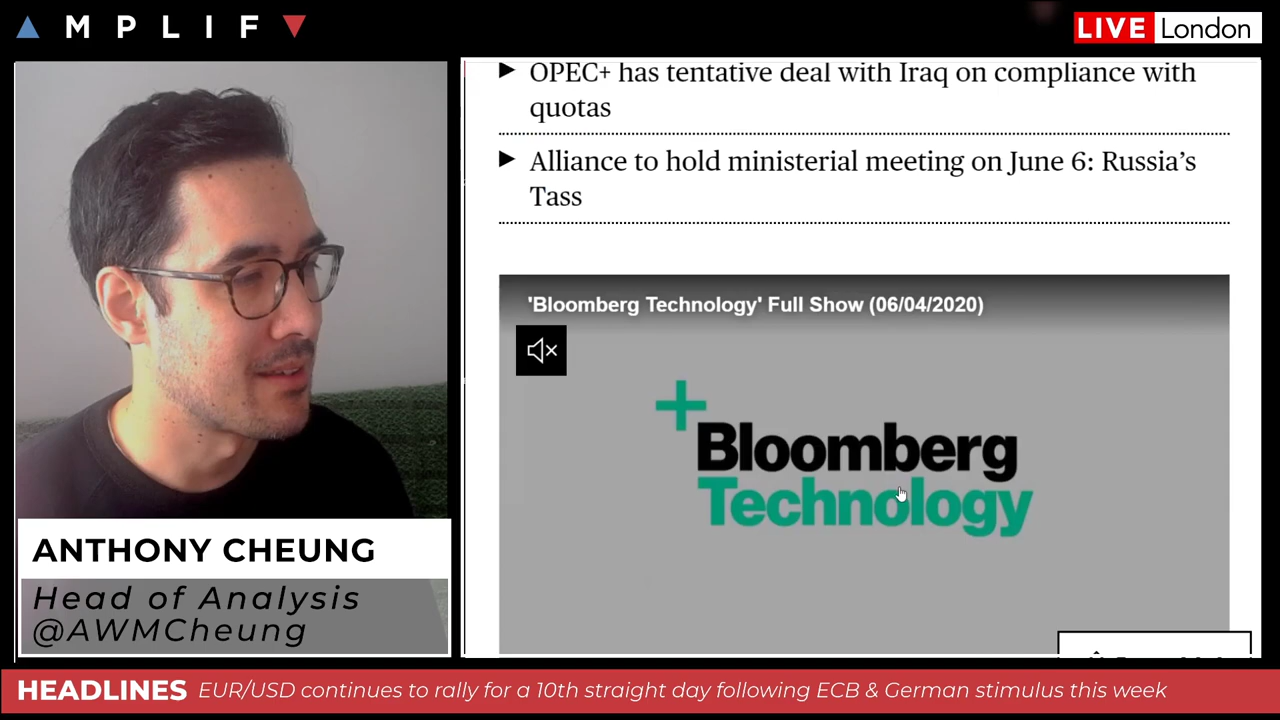 AMPLIFY
LIVE London
OPEC+ has tentative deal with Iraq on compliance with
quotas
Alliance to hold ministerial meeting on June 6: Russia’s
Tass
'Bloomberg Technology' Full Show (06/04/2020)
Bloomberg
Technology
ANTHONY CHEUNG
Head of Analysis
@AWMCheung
HEADLINES EUR/USD continues to rally for a 10th straight day following ECB & German stimulus this week